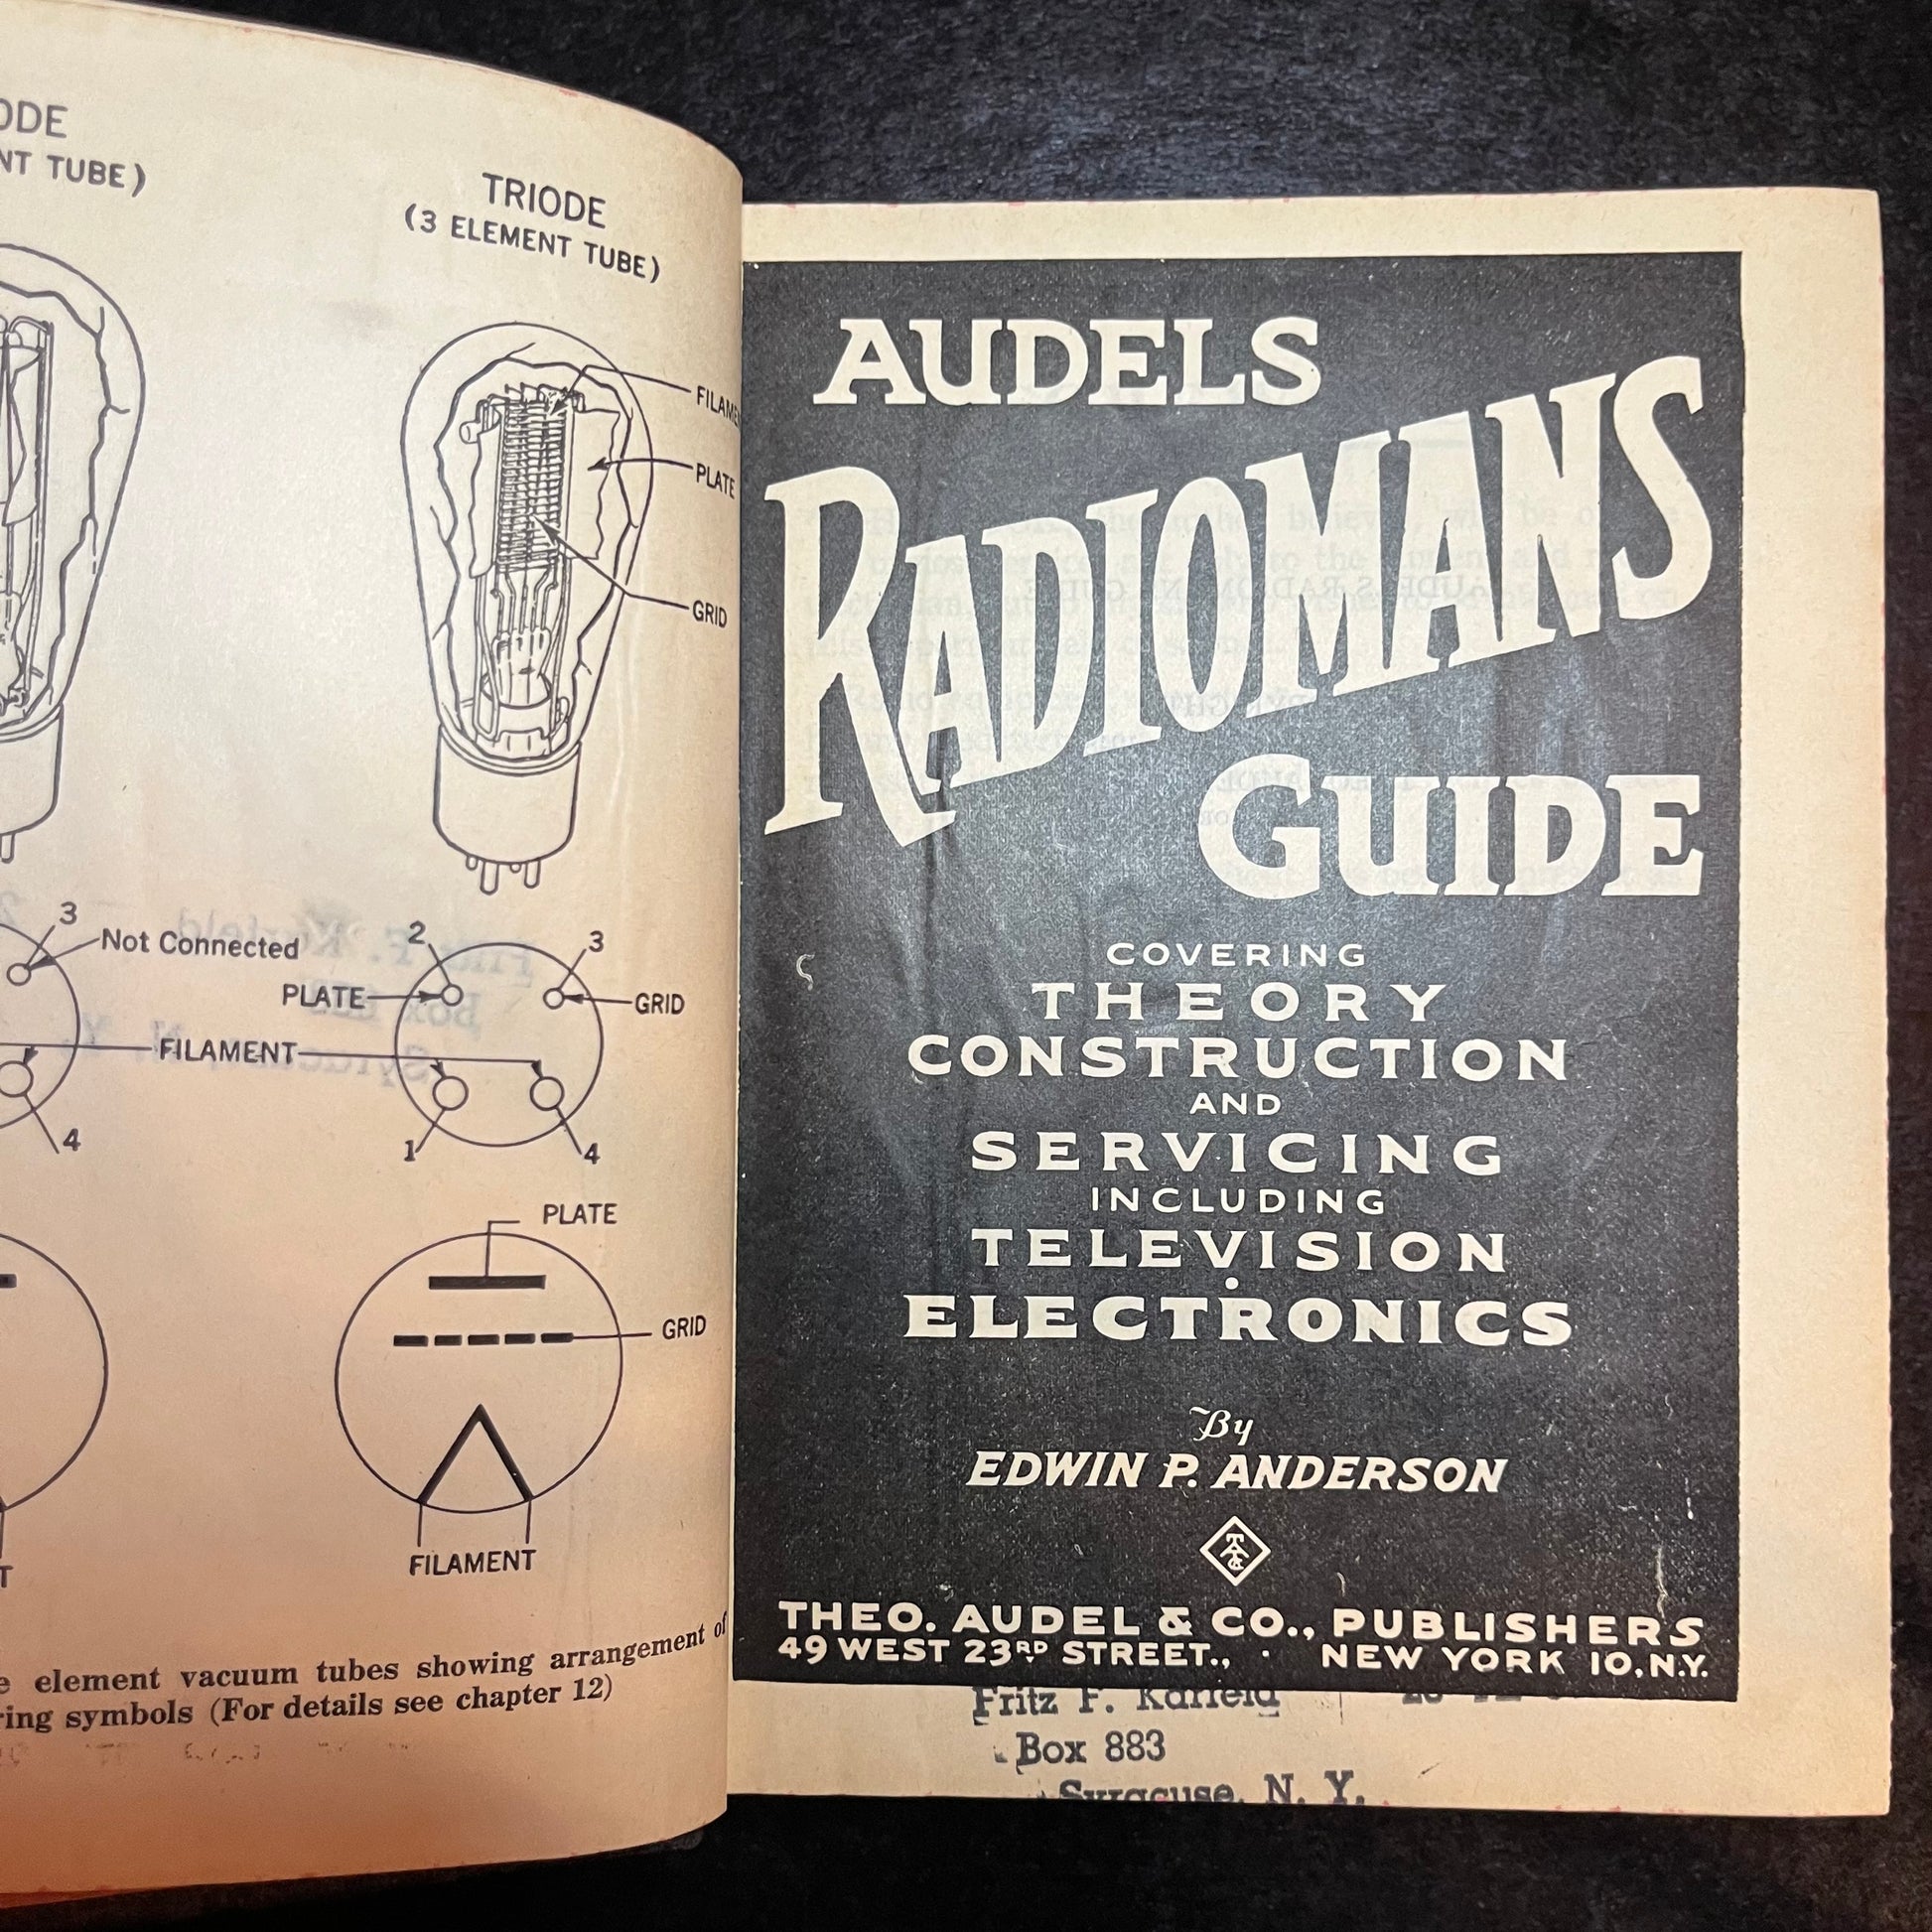 ODE
NT TUBE)
TRIODE
(3 ELEMENT TUBE)
FILAME
PLATE
GRID
3
Not Connected
2
3
PLATE
GRID
FILAMENT
4
1
4
PLATE
GRID
FILAMENT
T
e element vacuum tubes showing arrangement of
ring symbols (For details see chapter 12)
AUDELS
RADIOMANS
GUIDE
COVERING
THEORY
CONSTRUCTION
AND
SERVICING
INCLUDING
TELEVISION
ELECTRONICS
By
EDWIN P. ANDERSON
THEO. AUDEL & CO., PUBLISHERS
49 WEST 23RD STREET., · NEW YORK 10, N.Y.
Fritz F. Karfeld
Box 883
Syracuse, N. Y.